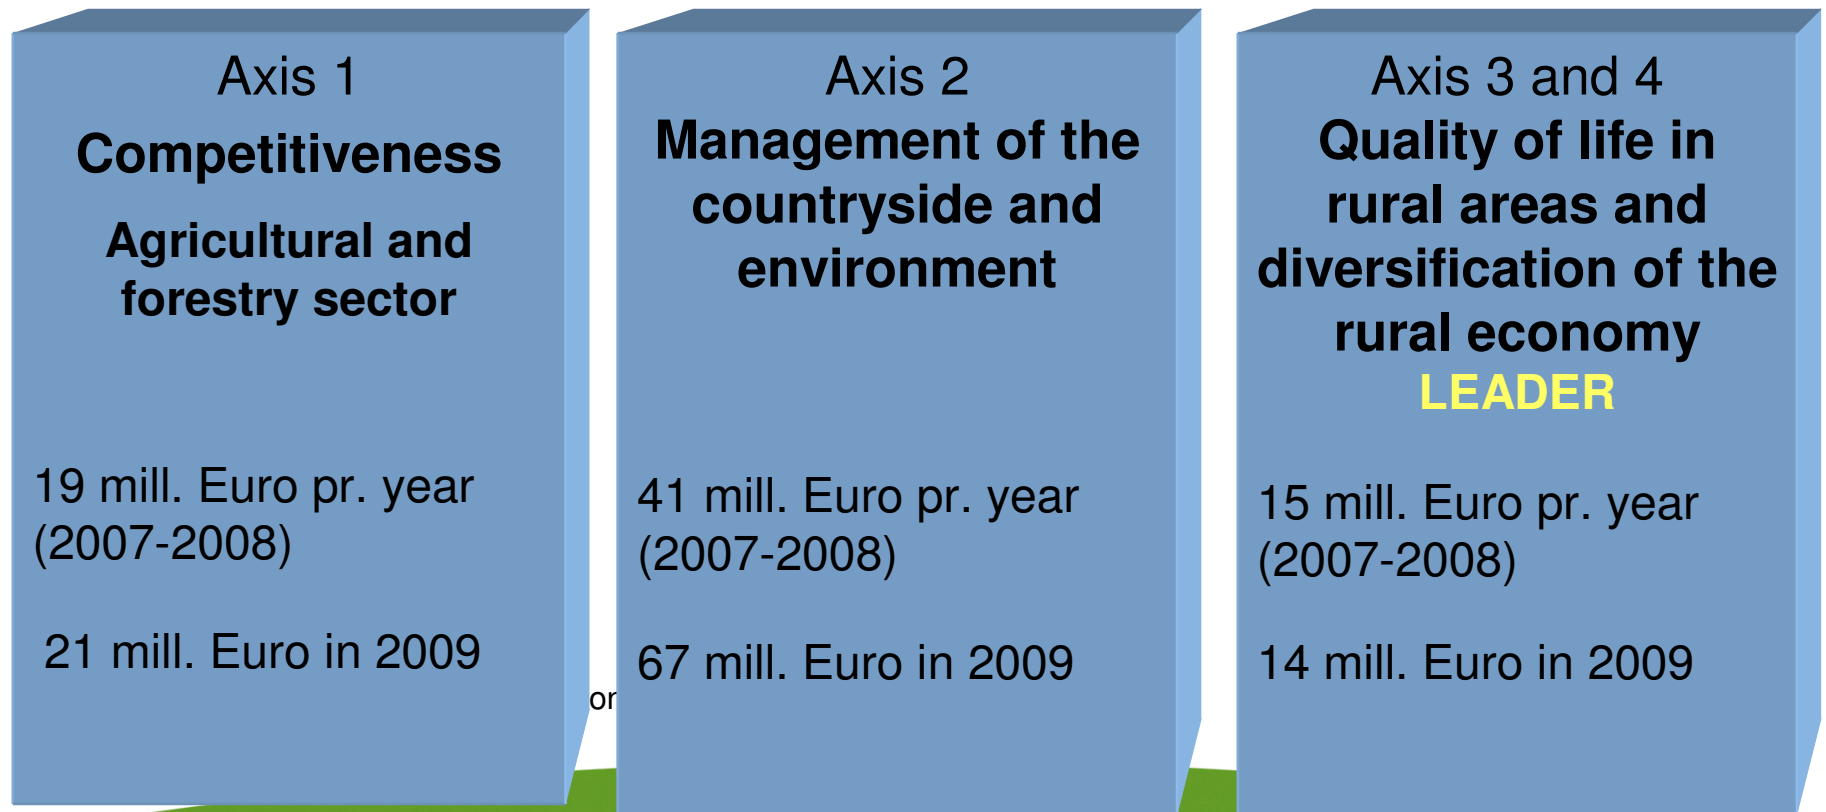 Axis 1
Competitiveness
Agricultural and
forestry sector
19 mill. Euro pr. year
(2007-2008)
21 mill. Euro in 2009
Axis 2
Management of the
countryside and
environment
41 mill. Euro pr. year
(2007-2008)
67 mill. Euro in 2009
Axis 3 and 4
Quality of life in
rural areas and
diversification of the
rural economy
LEADER
15 mill. Euro pr. year
(2007-2008)
14 mill. Euro in 2009